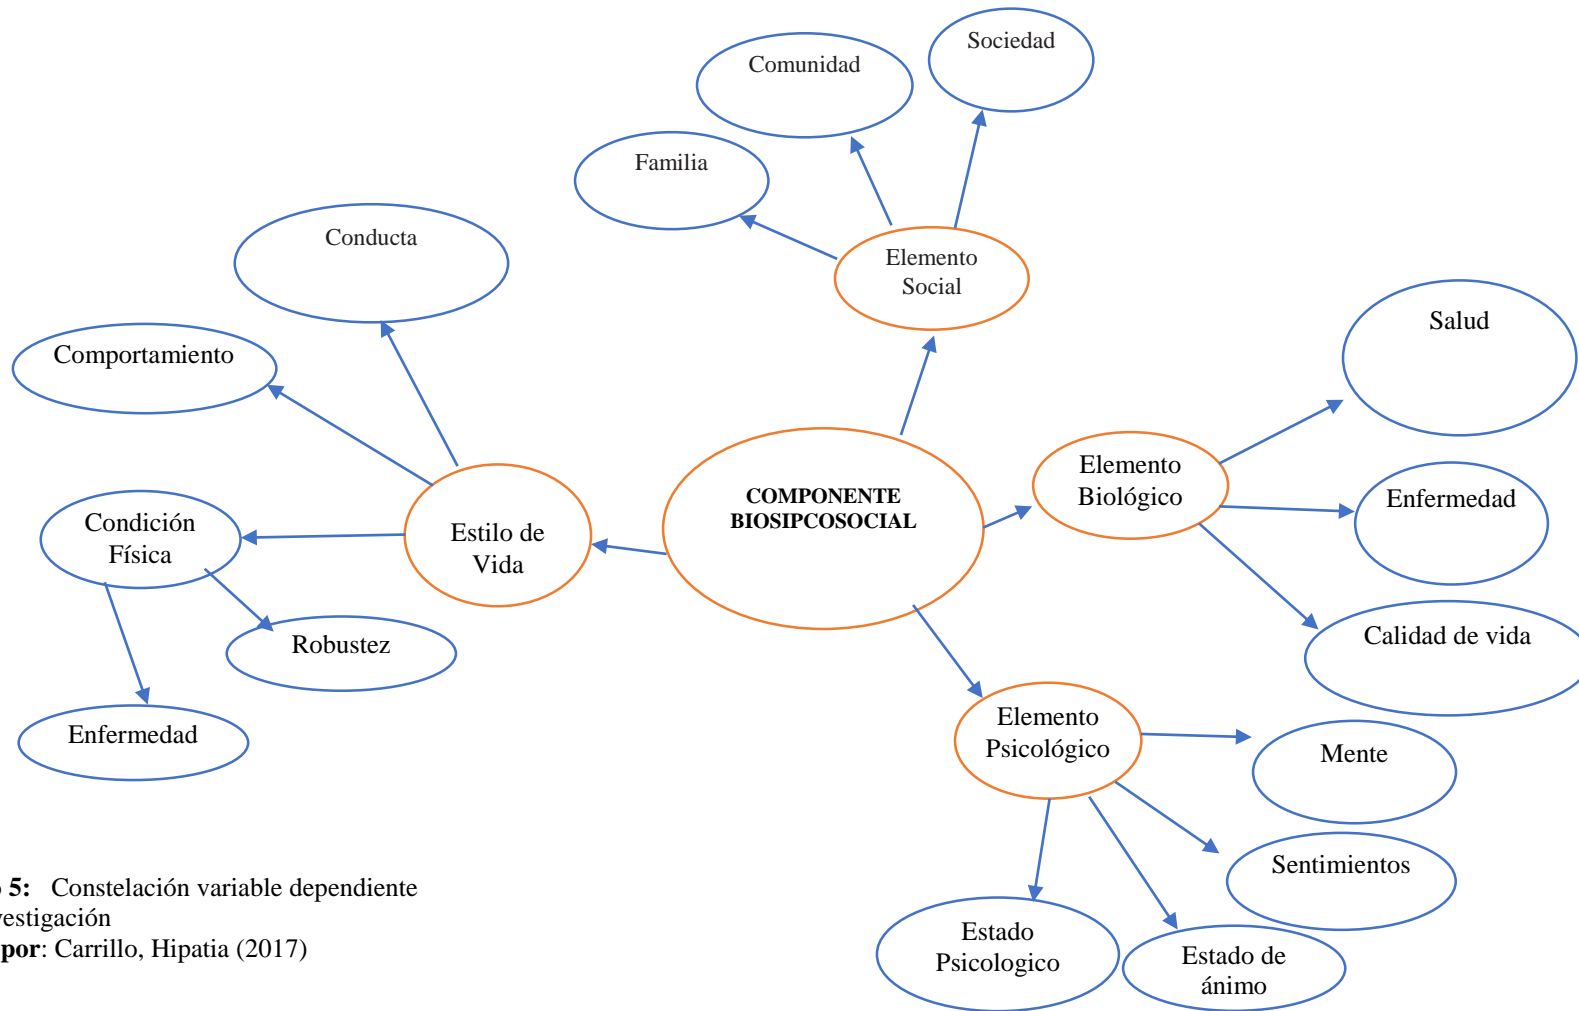 Sociedad
Comunidad
Familia
Conducta
Elemento
Social
Salud
Comportamiento
Elemento
Biológico
COMPONENTE
BIOSIPCOSOCIAL
Enfermedad
Condición
Física
Estilo de
Vida
Robustez
Calidad de vida
Enfermedad
Elemento
Psicológico
Mente
Sentimientos
5: Constelación variable dependiente
vestigación
por: Carrillo, Hipatia (2017)
Estado
Psicologico
Estado de
ánimo